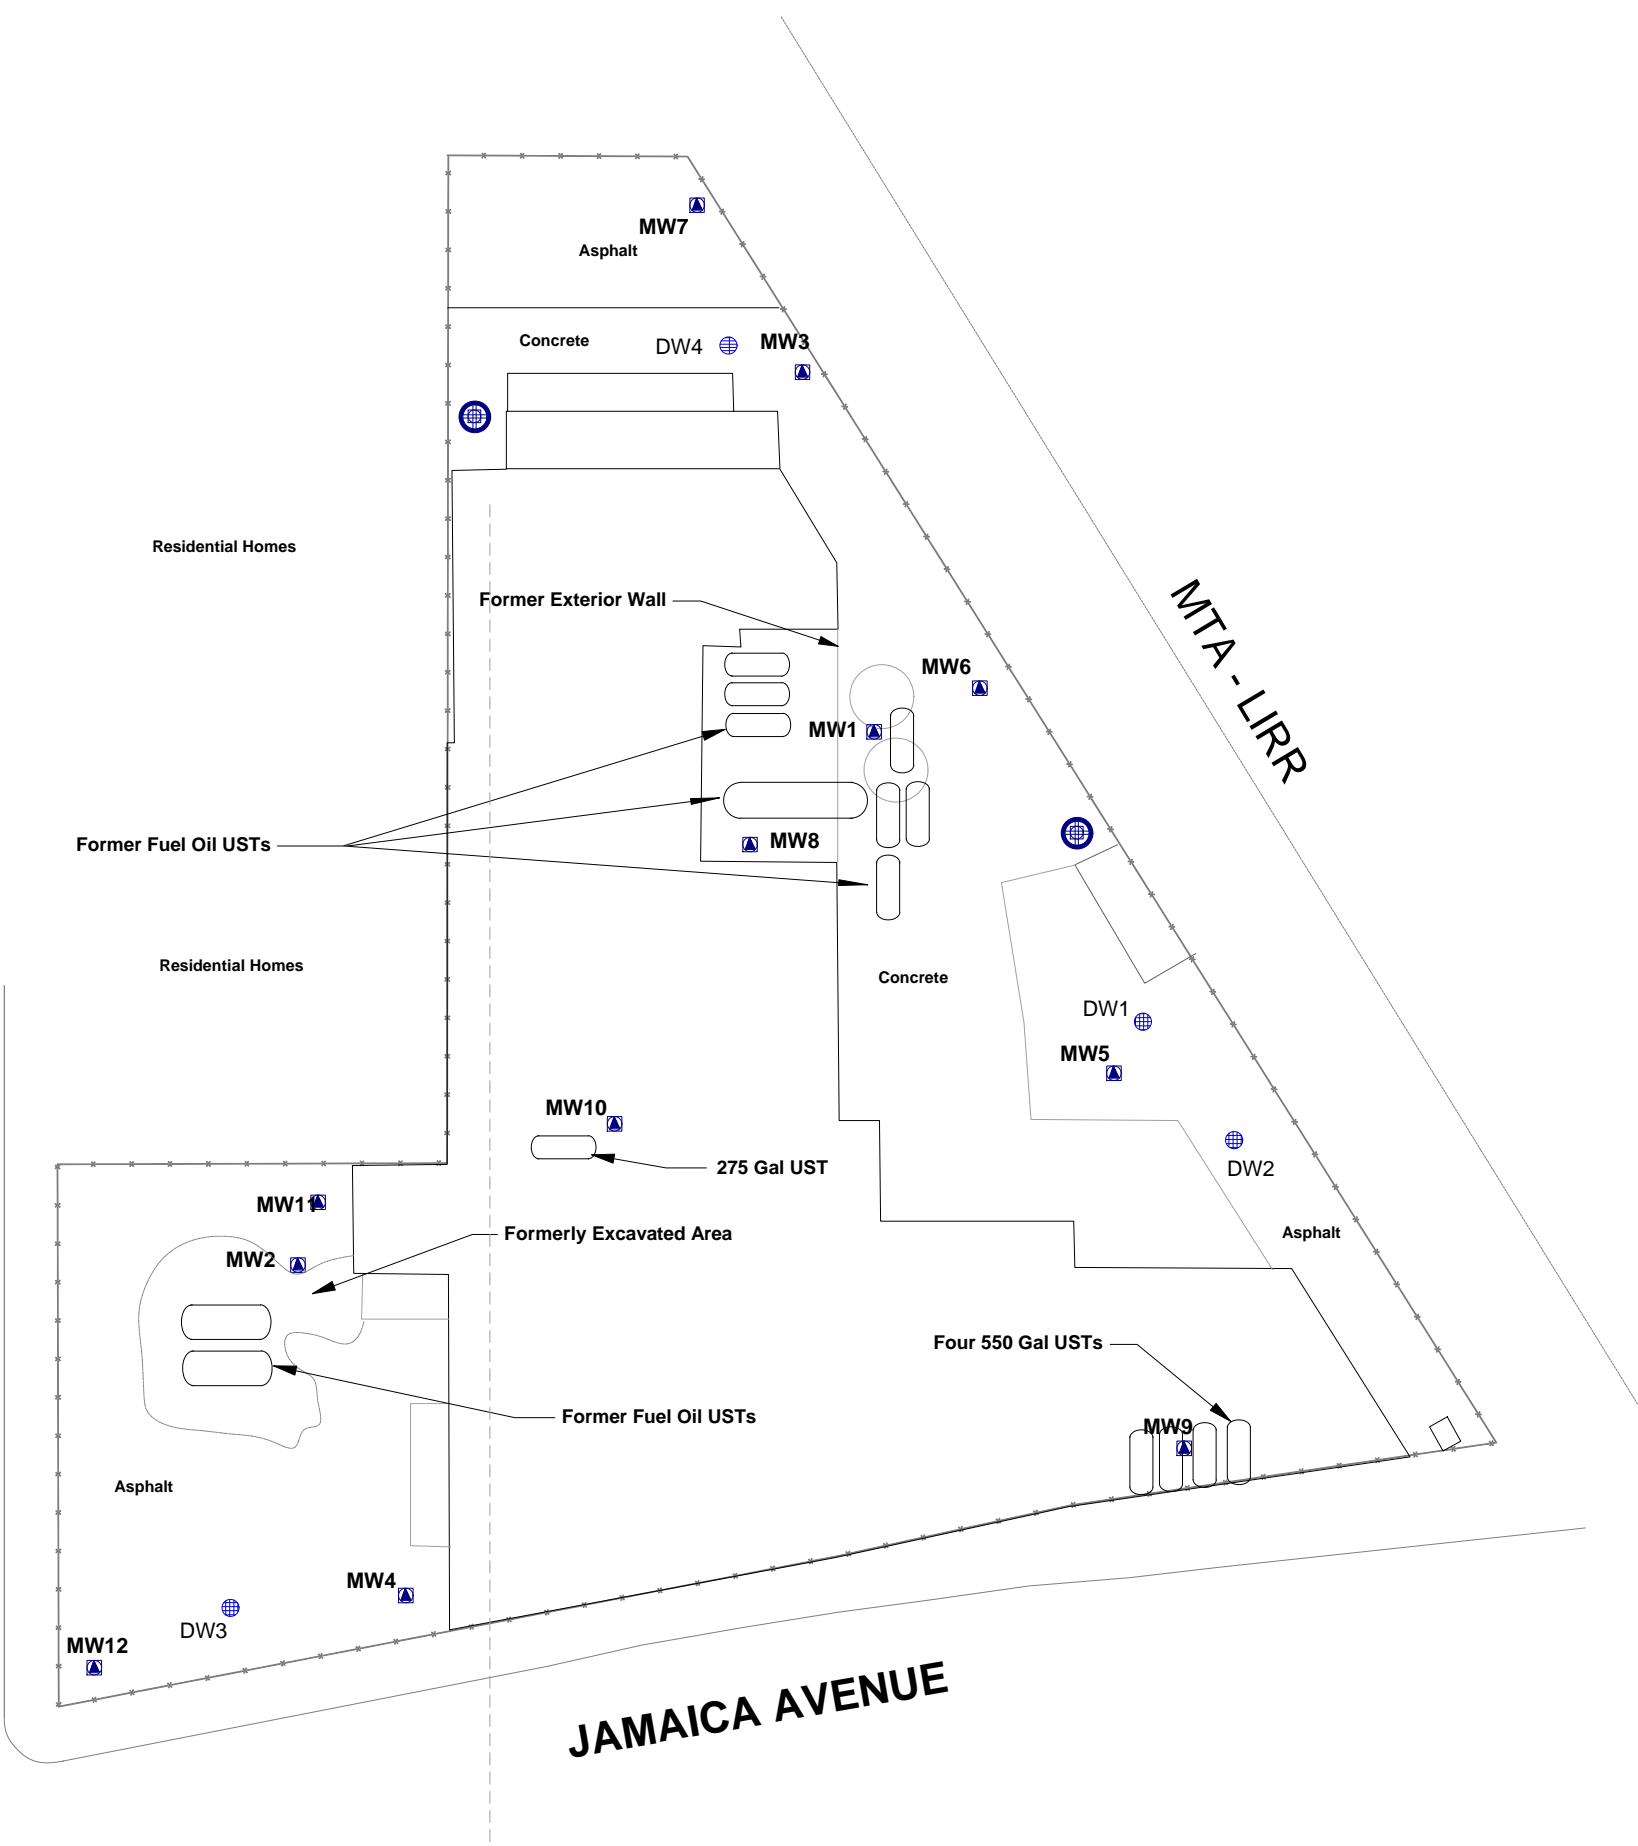 MW7
Asphalt
Concrete
DW4
MW3
Residential Homes
Former Exterior Wall
MTA - LIRR
MW6
MW1
Former Fuel Oil USTs
MW8
Residential Homes
Concrete
DW1
MW5
MW10
275 Gal UST
DW2
MW11
Formerly Excavated Area
Asphalt
MW2
Four 550 Gal USTs
Former Fuel Oil USTs
MW9
Asphalt
MW4
DW3
MW12
JAMAICA AVENUE